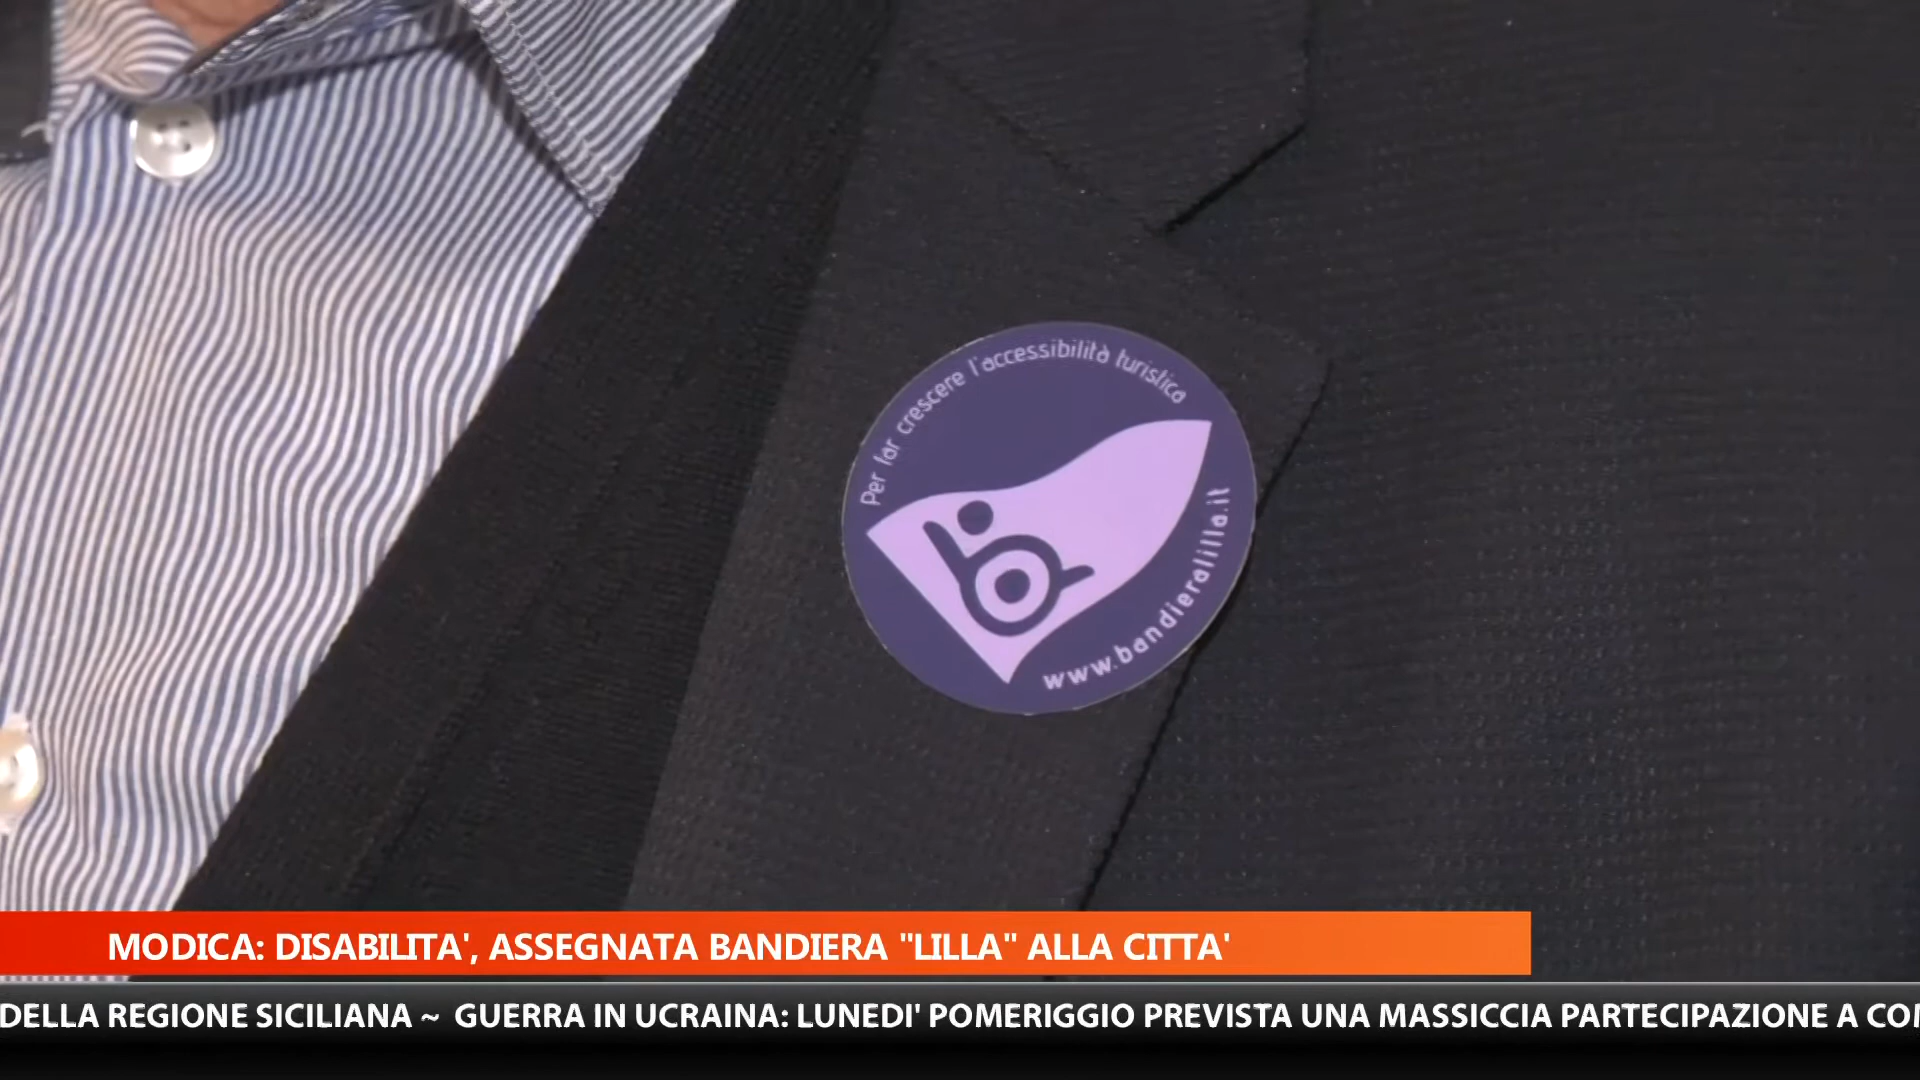 Per far crescere l'accessibilità turistica
www.bandieralilla.it
MODICA: DISABILITA', ASSEGNATA BANDIERA "LILLA" ALLA CITTA'
DELLA REGIONE SICILIANA ~ GUERRA IN UCRAINA: LUNEDI' POMERIGGIO PREVISTA UNA MASSICCIA PARTECIPAZIONE A